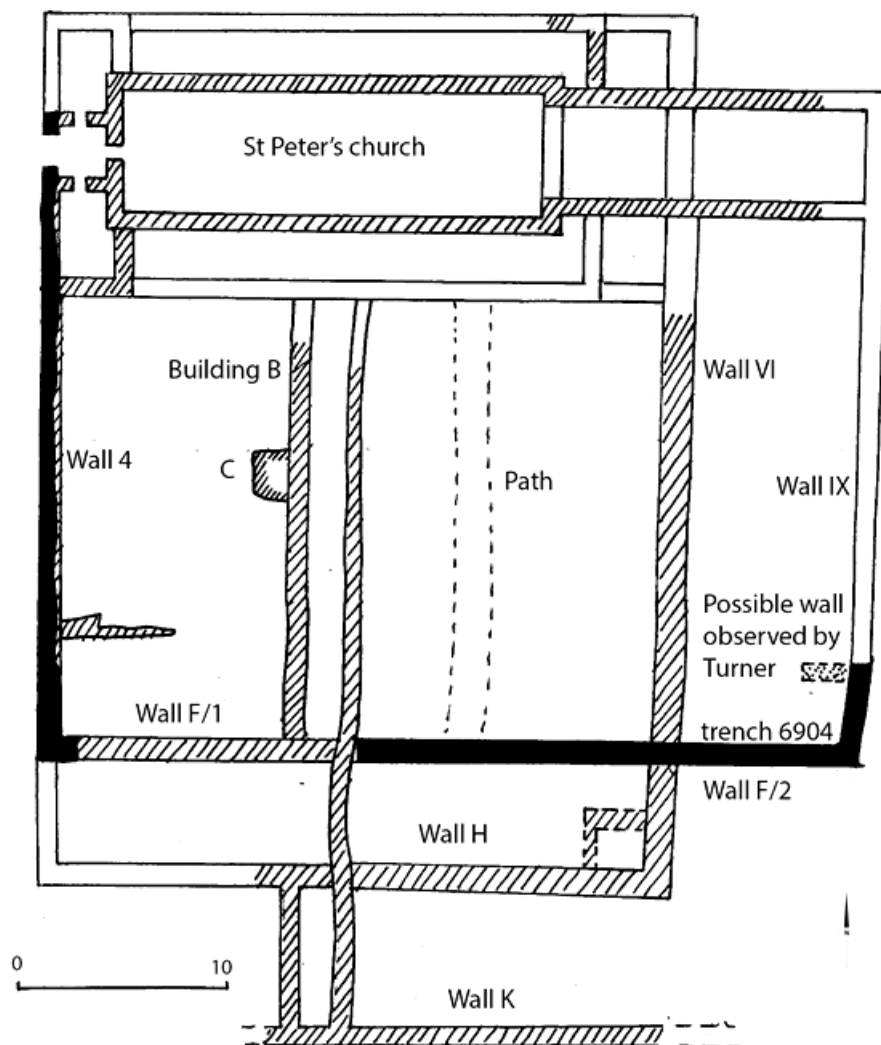 St Peter's church
Building B
Wall VI
Wall 4
C
Path
Wall IX
Possible wall
observed by
Turner
Wall F/1
trench 6904
Wall F/2
Wall H
0 10
Wall K